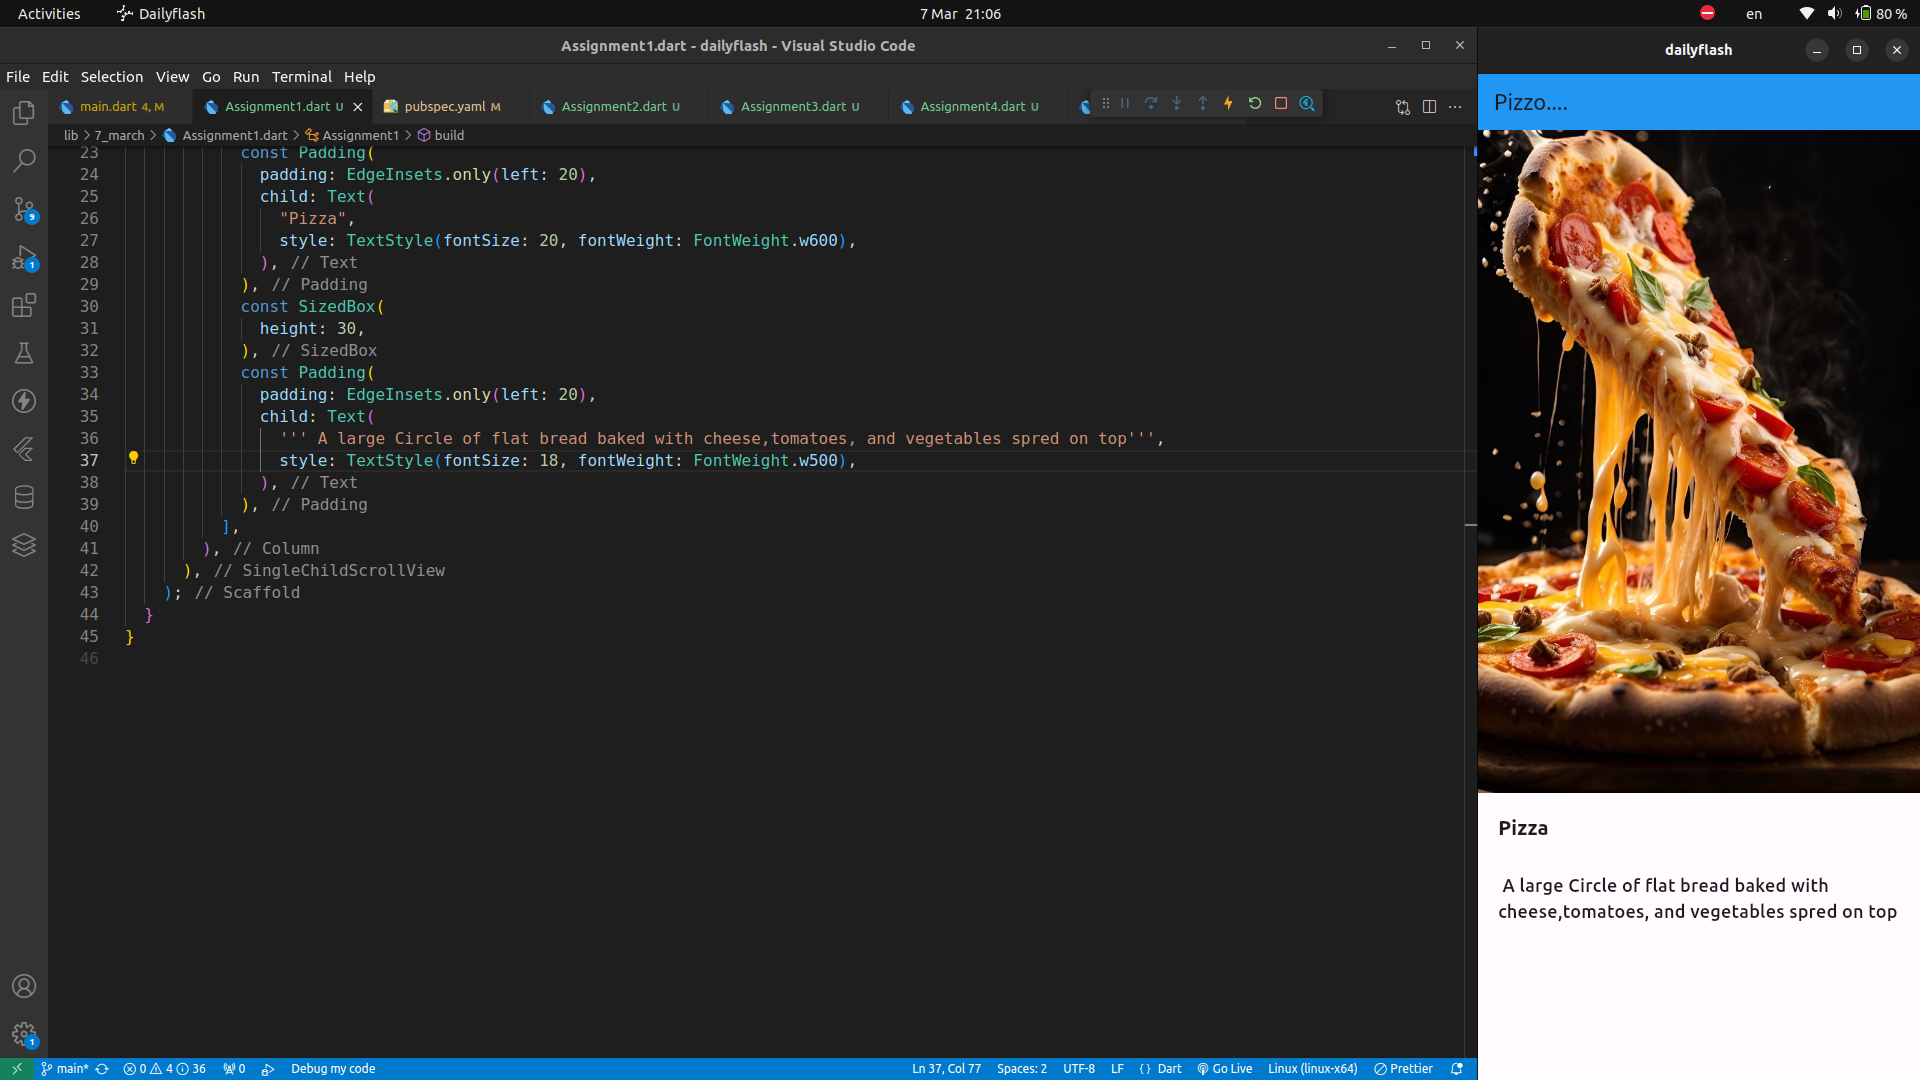 Activities
Dailyflash
7 Mar 21:06
en
80 %
Assignment1.dart - dailyflash - Visual Studio Code
File Edit Selection View Go Run Terminal Help
main.dart 4, M
Assignment1.dart U
pubspec.yaml M
Assignment2.dart U
Assignment3.dart U
Assignment4.dart U
lib > 7_march > Assignment1.dart > Assignment1 > build
23 const Padding(
24 padding: EdgeInsets.only(left: 20),
25 child: Text(
26 "Pizza",
27 style: TextStyle(fontSize: 20, fontWeight: FontWeight.w600),
28 ), // Text
29 ), // Padding
30 const SizedBox(
31 height: 30,
32 ), // SizedBox
33 const Padding(
34 padding: EdgeInsets.only(left: 20),
35 child: Text(
36 ''' A large Circle of flat bread baked with cheese,tomatoes, and vegetables spred on top''',
37 style: TextStyle(fontSize: 18, fontWeight: FontWeight.w500),
38 ), // Text
39 ), // Padding
40 ],
41 ), // Column
42 ), // SingleChildScrollView
43 ); // Scaffold
44 }
45 }
46
9
1
1
main*
0 4 36
0
Debug my code
Ln 37, Col 77
Spaces: 2
UTF-8
LF
{ } Dart
Go Live
Linux (linux-x64)
Prettier
dailyflash
Pizzo....
Pizza
A large Circle of flat bread baked with
cheese,tomatoes, and vegetables spred on top